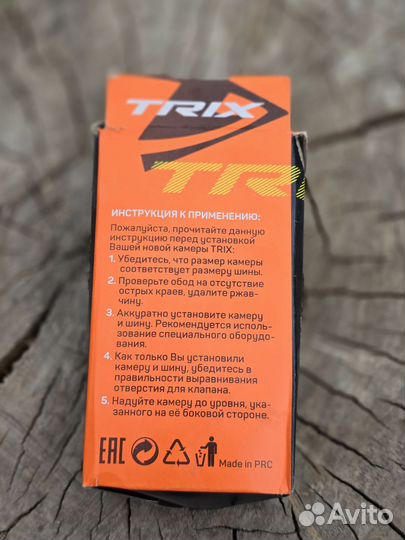 TRIX
TRI
ИНСТРУКЦИЯ К ПРИМЕНЕНИЮ:
Пожалуйста, прочитайте данную
инструкцию перед установкой
Вашей новой камеры TRIX:
1. Убедитесь, что размер камеры
соответствует размеру шины.
2. Проверьте обод на отсутствие
острых краев, удалите ржав-
чину.
3. Аккуратно установите камеру
и шину. Рекомендуется исполь-
зование специального оборудо-
вания.
4. Как только Вы установили
камеру и шину, убедитесь в
правильности выравнивания
отверстия для клапана.
5. Надуйте камеру до уровня, ука-
занного на её боковой стороне.
EAC
Made in PRC
Avito